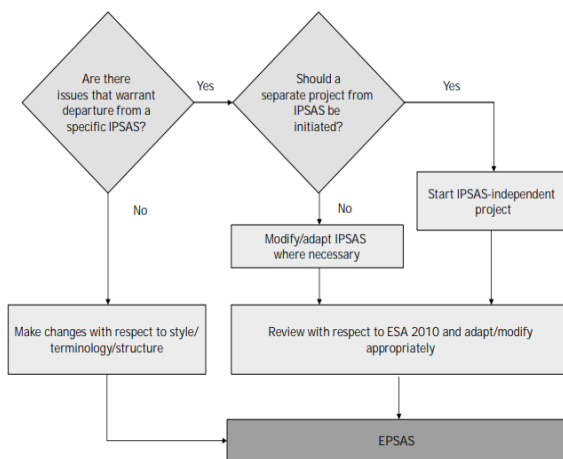 Are there
issues that warrant
departure from a
specific IPSAS?
Yes
Should a
separate project from
IPSAS be
initiated?
Yes
No
No
Start IPSAS-independent
project
Modify/adapt IPSAS
where necessary
Make changes with respect to style/
terminology/structure
Review with respect to ESA 2010 and adapt/modify
appropriately
EPSAS